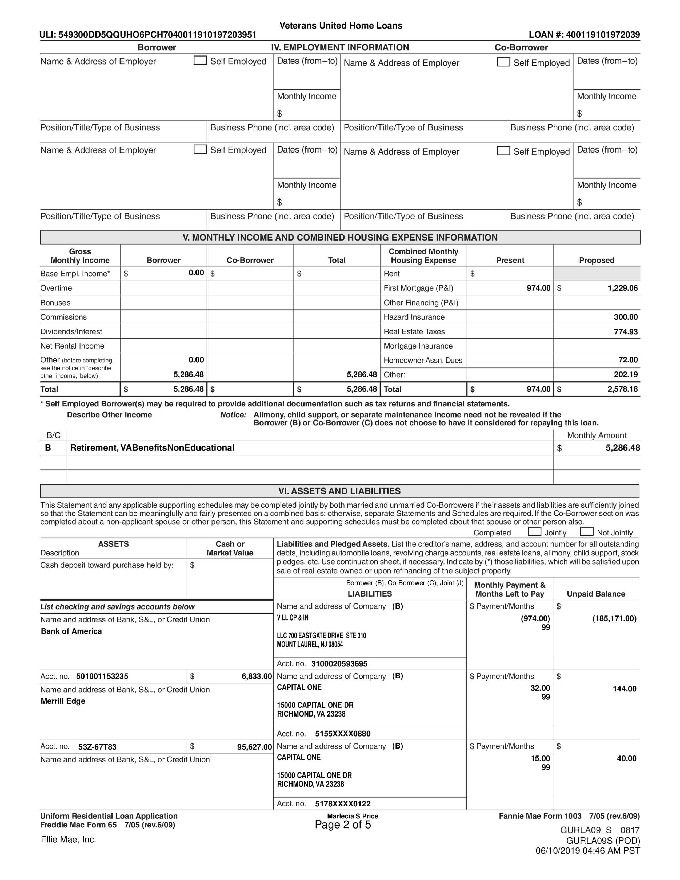 Veterans United Home Loans
ULI: 549300DD5QQUHO6PCH7040011910197203951 LOAN #: 400119101972039
Borrower IV. EMPLOYMENT INFORMATION Co-Borrower
Name & Address of Employer Self Employed Dates (from–to) Name & Address of Employer Self Employed Dates (from–to)
Monthly Income Monthly Income
$ $
Position/Title/Type of Business Business Phone (incl. area code) Position/Title/Type of Business Business Phone (incl. area code)
Name & Address of Employer Self Employed Dates (from–to) Name & Address of Employer Self Employed Dates (from–to)
Monthly Income Monthly Income
$ $
Position/Title/Type of Business Business Phone (incl. area code) Position/Title/Type of Business Business Phone (incl. area code)
V. MONTHLY INCOME AND COMBINED HOUSING EXPENSE INFORMATION
Gross Combined Monthly
Monthly Income Borrower Co-Borrower Total Housing Expense Present Proposed
Base Empl. Income* $ 0.00 $ $ Rent $
Overtime First Mortgage (P&I) 974.00 $ 1,229.06
Bonuses Other Financing (P&I)
Commissions Hazard Insurance 300.00
Dividends/Interest Real Estate Taxes 774.93
Net Rental Income Mortgage Insurance
Other (before completing, 0.00 Homeowner Assn. Dues 72.00
see the notice in "describe
other income," below) 5,286.48 5,286.48 Other: 202.19
Total $ 5,286.48 $ $ 5,286.48 Total $ 974.00 $ 2,578.18
* Self Employed Borrower(s) may be required to provide additional documentation such as tax returns and financial statements.
Describe Other Income Notice: Alimony, child support, or separate maintenance income need not be revealed if the
Borrower (B) or Co-Borrower (C) does not choose to have it considered for repaying this loan.
B/C Monthly Amount
B Retirement, VABenefitsNonEducational $ 5,286.48
VI. ASSETS AND LIABILITIES
This Statement and any applicable supporting schedules may be completed jointly by both married and unmarried Co-Borrowers if their assets and liabilities are sufficiently joined
so that the Statement can be meaningfully and fairly presented on a combined basis; otherwise, separate Statements and Schedules are required. If the Co-Borrower section was
completed about a non-applicant spouse or other person, this Statement and supporting schedules must be completed about that spouse or other person also.
Completed Jointly Not Jointly
ASSETS Cash or Liabilities and Pledged Assets. List the creditor's name, address, and account number for all outstanding
Description Market Value debts, including automobile loans, revolving charge accounts, real estate loans, alimony, child support, stock
Cash deposit toward purchase held by: $ pledges, etc. Use continuation sheet, if necessary. Indicate by (*) those liabilities, which will be satisfied upon
sale of real estate owned or upon refinancing of the subject property.
Borrower (B), Co-Borrower (C), Joint (J) Monthly Payment &
LIABILITIES Months Left to Pay Unpaid Balance
List checking and savings accounts below Name and address of Company (B) $ Payment/Months $
Name and address of Bank, S&L, or Credit Union (974.00) (185,171.00)
Bank of America 99
LLC 700 EASTGATE DRIVE STE 310
MOUNT LAUREL, NJ 08054
Acct. no. 3100020593695
Acct. no. 501001153235 $ 6,833.00 Name and address of Company (B) $ Payment/Months $
Name and address of Bank, S&L, or Credit Union CAPITAL ONE 32.00 144.00
Merrill Edge 99
15000 CAPITAL ONE DR
RICHMOND, VA 23238
Acct. no. 5155XXXX0680
Acct. no. 53Z-67T83 $ 95,627.00 Name and address of Company (B) $ Payment/Months $
Name and address of Bank, S&L, or Credit Union CAPITAL ONE 15.00 40.00
99
15000 CAPITAL ONE DR
RICHMOND, VA 23238
Acct. no. 5178XXXX0122
Uniform Residential Loan Application Marlecia S Price Fannie Mae Form 1003 7/05 (rev.6/09)
Freddie Mac Form 65 7/05 (rev.6/09) Page 2 of 5
Ellie Mae, Inc. GURLA09_S 0817
GURLA09S (POD)
06/10/2019 04:46 AM PST